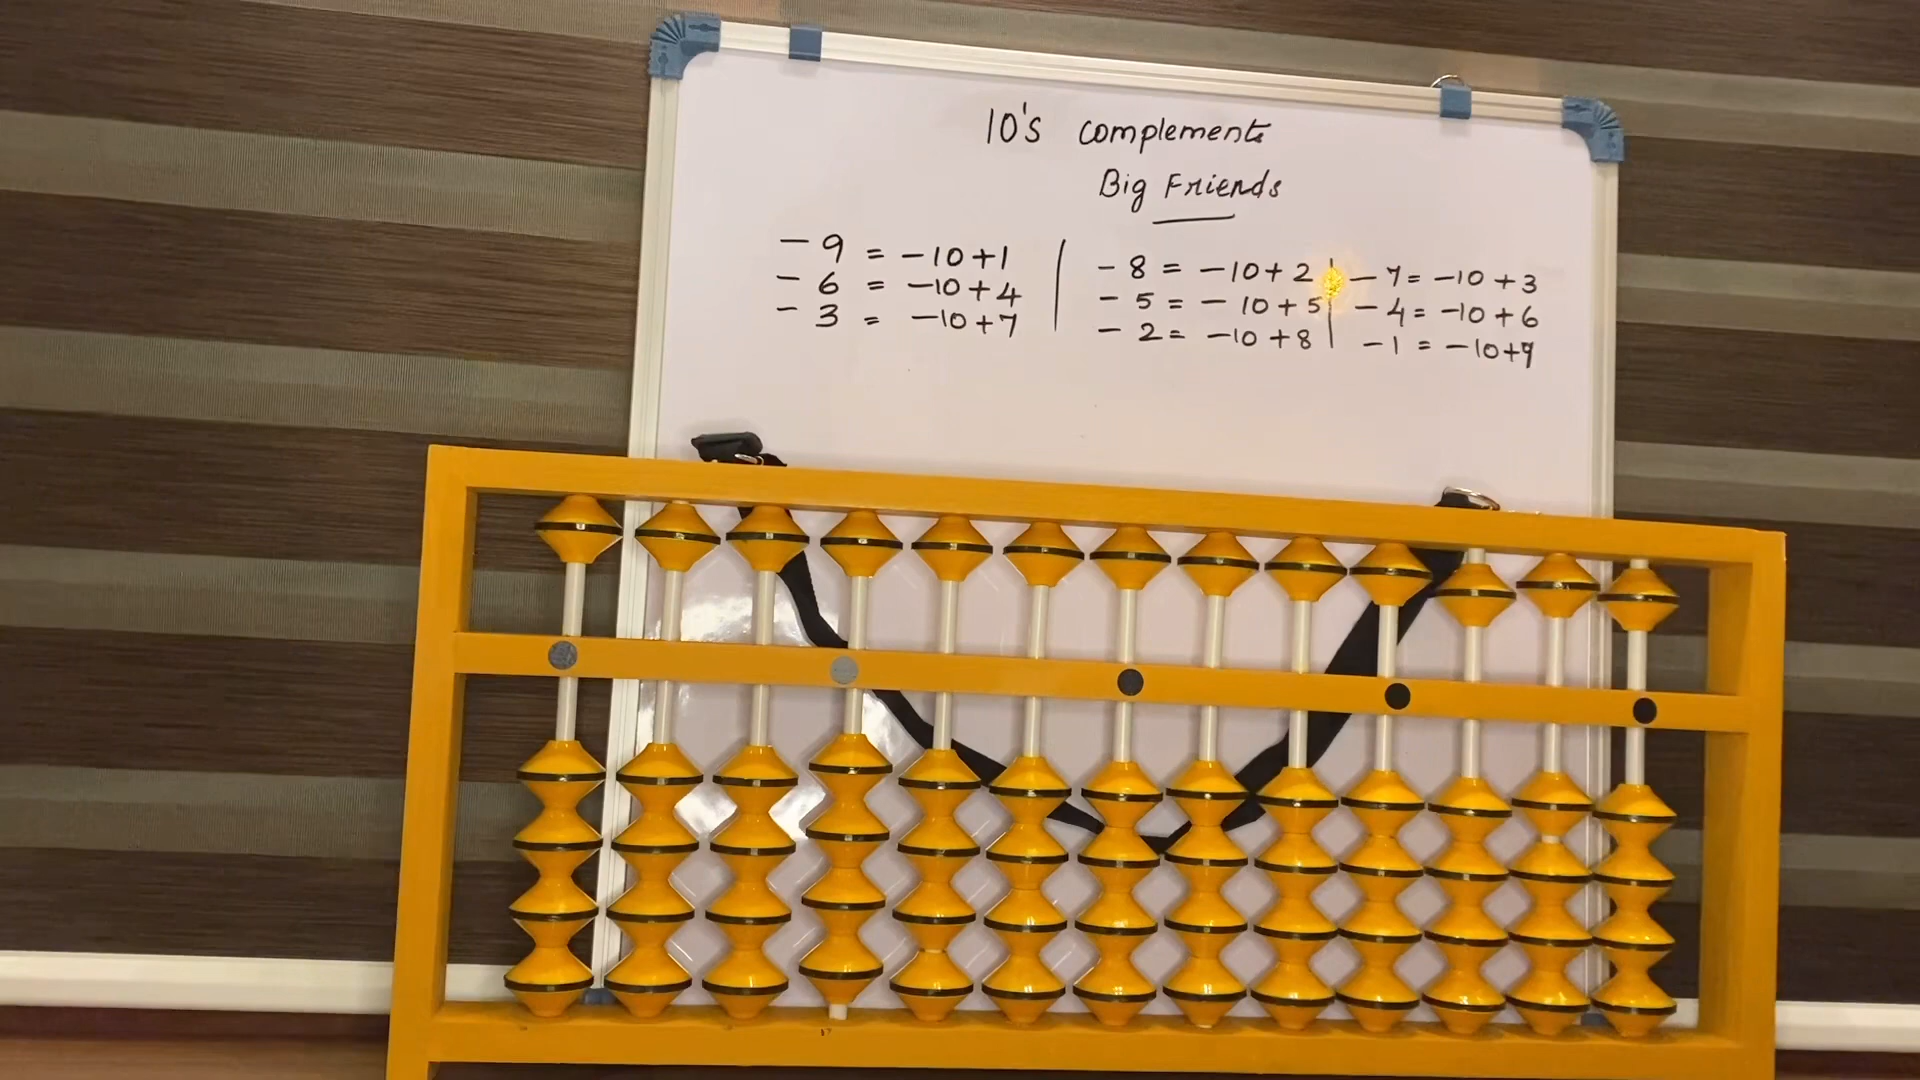 10's complements
Big Friends
- 9 = -10+1
- 6 = -10+4
- 3 = -10+7
- 8 = -10+2
- 5 = -10+5
- 2 = -10+8
- 7 = -10+3
- 4 = -10+6
- 1 = -10+9